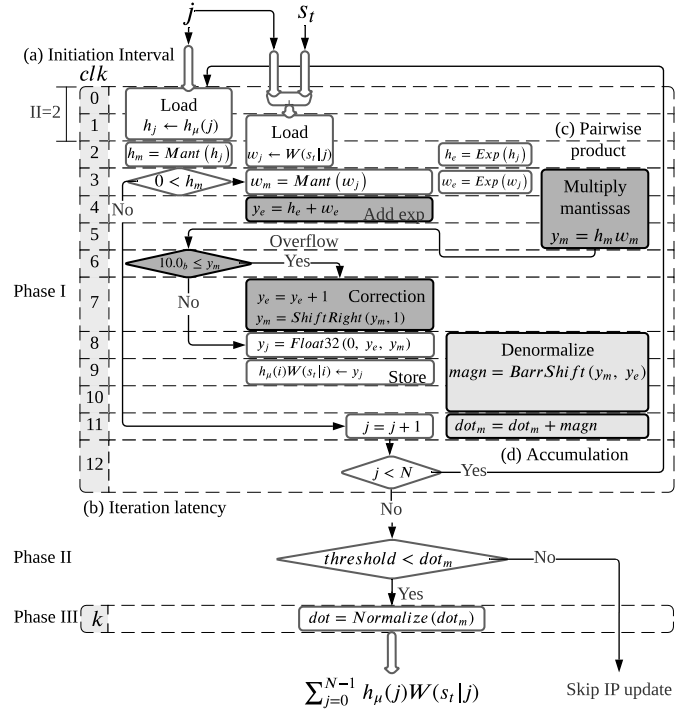 j s_t
(a) Initiation Interval
clk
II=2
0
Load
h_j ← h_μ(j)
1
Load
w_j ← W(s_t|j)
(c) Pairwise
product
2
h_m = Mant(h_j)
h_e = Exp(h_j)
3
0 < h_m
w_m = Mant(w_j)
w_e = Exp(w_j)
Multiply
mantissas
y_m = h_m w_m
No
4
y_e = h_e + w_e
Add exp
5
Overflow
6
10.0_b ≤ y_m
Yes
Phase I
No
7
y_e = y_e + 1 Correction
y_m = ShiftRight(y_m, 1)
8
y_j = Float32(0, y_e, y_m)
Denormalize
magn = BarrShift(y_m, y_e)
9
h_μ(i)W(s_t|i) ← y_j
Store
10
11
j = j + 1
dot_m = dot_m + magn
(d) Accumulation
12
j < N
Yes
(b) Iteration latency
No
Phase II
threshold < dot_m
No
Yes
Phase III
k
dot = Normalize(dot_m)
∑_{j=0}^{N−1} h_μ(j)W(s_t|j)
Skip IP update